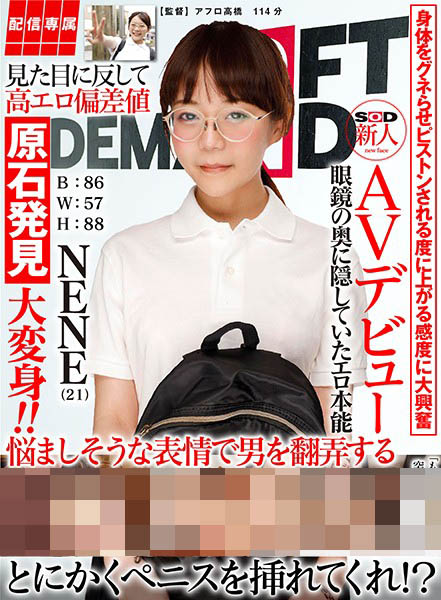 配信専属
【監督】アフロ高橋 114分
見た目に反して
高エロ偏差値
SOFT
DEMAND
SOD
新人
new face
身体をグネらせピストンされる度に上がる感度に大興奮
AVデビュー
眼鏡の奥に隠していたエロ本能
B:86
W:57
H:88
NENE
(21)
原石発見
大変身!!
悩ましそうな表情で男を翻弄する
とにかくペニスを挿れてくれ!?